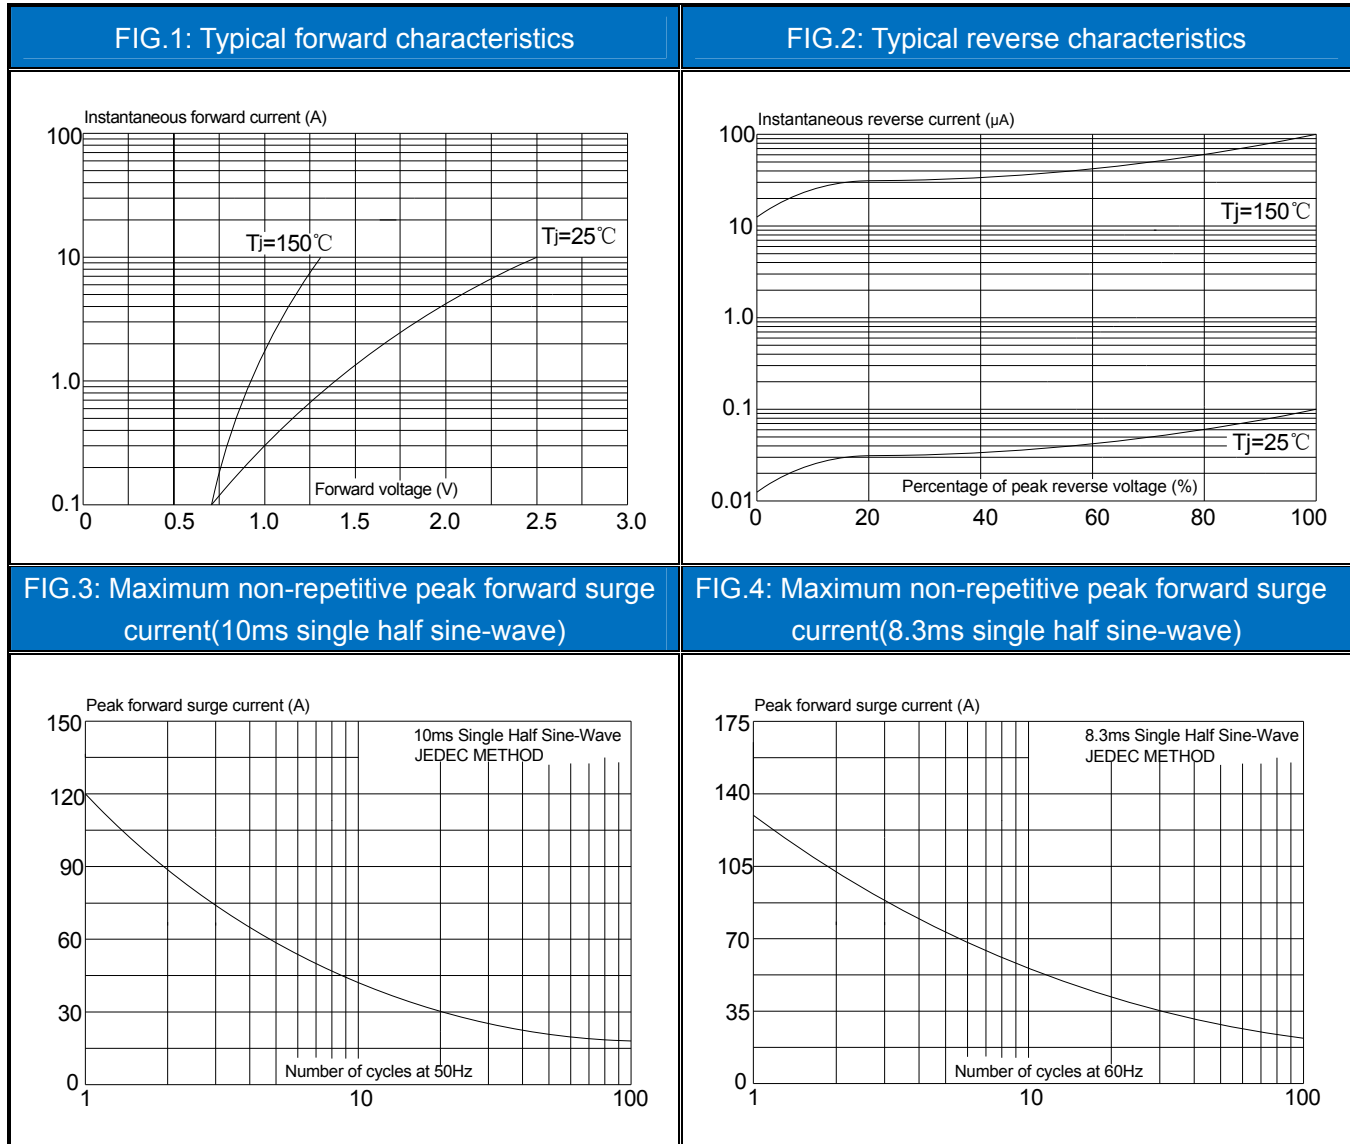 FIG.1: Typical forward characteristics
FIG.2: Typical reverse characteristics
Instantaneous forward current (A)
100
10
1.0
0.1
Tj=150℃
Tj=25℃
Forward voltage (V)
0 0.5 1.0 1.5 2.0 2.5 3.0
Instantaneous reverse current (μA)
100
10
1.0
0.1
0.01
Tj=150℃
Tj=25℃
Percentage of peak reverse voltage (%)
0 20 40 60 80 100
FIG.3: Maximum non-repetitive peak forward surge
current(10ms single half sine-wave)
FIG.4: Maximum non-repetitive peak forward surge
current(8.3ms single half sine-wave)
Peak forward surge current (A)
150
120
90
60
30
0
10ms Single Half Sine-Wave
JEDEC METHOD
Number of cycles at 50Hz
1 10 100
Peak forward surge current (A)
175
140
105
70
35
0
8.3ms Single Half Sine-Wave
JEDEC METHOD
Number of cycles at 60Hz
1 10 100